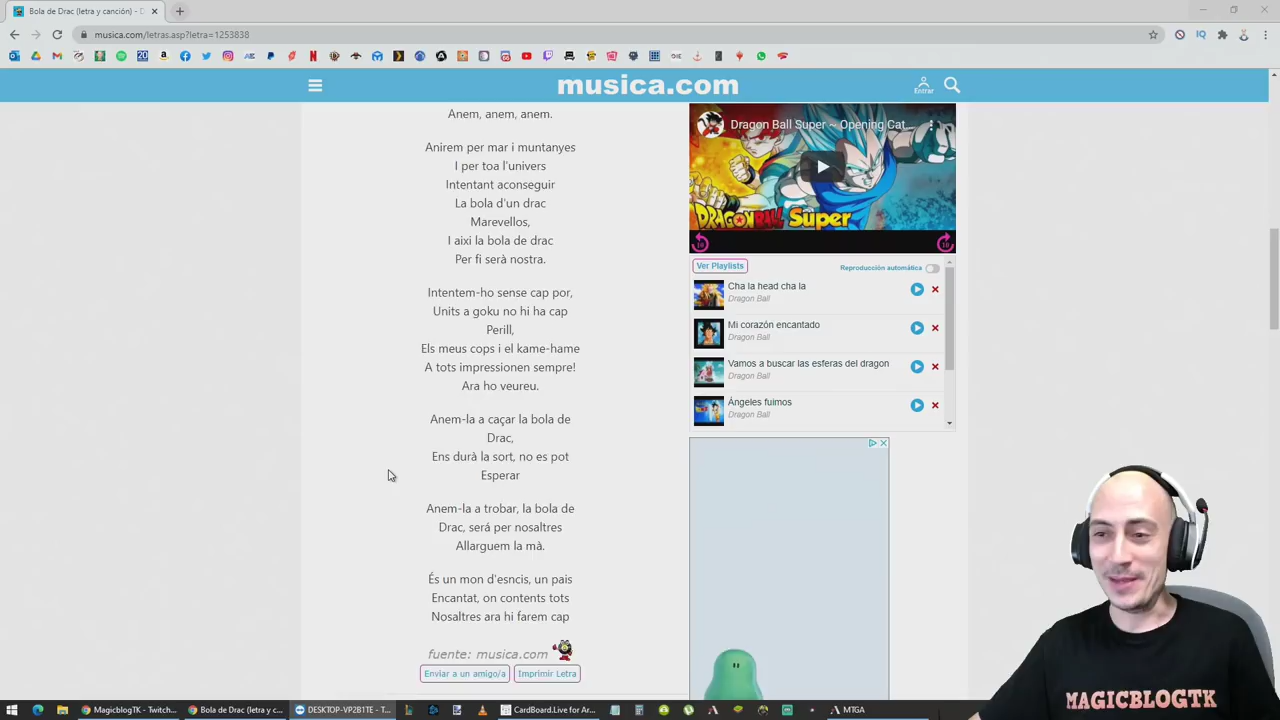 Bola de Drac (letra y canción) - D
musica.com/letras.asp?letra=1253838
musica.com
Entrar
Anem, anem, anem.
Anirem per mar i muntanyes
I per toa l'univers
Intentant aconseguir
La bola d'un drac
Marevellos,
I aixi la bola de drac
Per fi serà nostra.
Intentem-ho sense cap por,
Units a goku no hi ha cap
Perill,
Els meus cops i el kame-hame
A tots impressionen sempre!
Ara ho veureu.
Anem-la a caçar la bola de
Drac,
Ens durà la sort, no es pot
Esperar
Anem-la a trobar, la bola de
Drac, será per nosaltres
Allarguem la mà.
És un mon d'esncis, un pais
Encantat, on contents tots
Nosaltres ara hi farem cap
fuente: musica.com
Enviar a un amigo/a
Imprimir Letra
Dragon Ball Super ~ Opening Cat...
DRAGONBALL Super
10
10
Ver Playlists
Reproducción automática
Cha la head cha la
Dragon Ball
Mi corazón encantado
Dragon Ball
Vamos a buscar las esferas del dragon
Dragon Ball
Ángeles fuimos
Dragon Ball
MAGICBLOGTK
MagicblogTK - Twitch...
Bola de Drac (letra y c...
DESKTOP-VP2B1TE - T...
CardBoard.Live for Ar...
MTGA